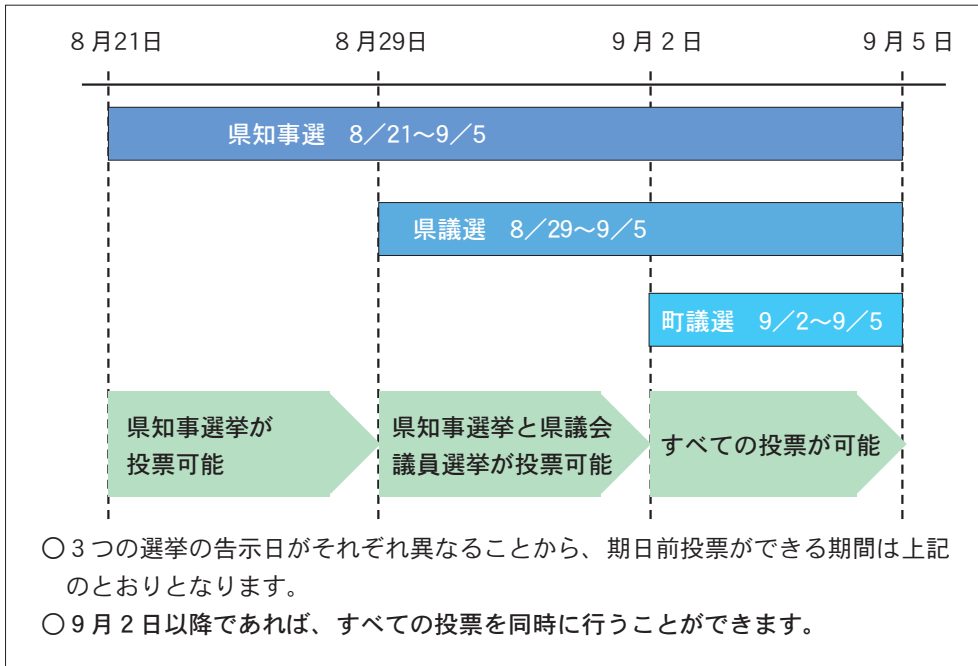 8月21日 8月29日 9月2日 9月5日
県知事選 8／21～9／5
県議選 8／29～9／5
町議選 9／2～9／5
県知事選挙が
投票可能
県知事選挙と県議会
議員選挙が投票可能
すべての投票が可能
○3つの選挙の告示日がそれぞれ異なることから、期日前投票ができる期間は上記
のとおりとなります。
○9月2日以降であれば、すべての投票を同時に行うことができます。